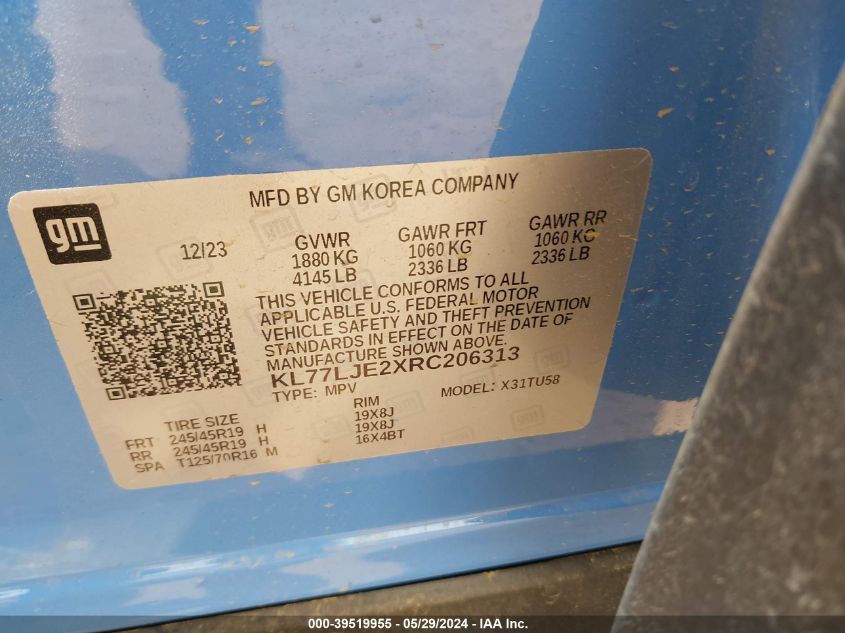 MFD BY GM KOREA COMPANY
gm
12/23
GVWR GAWR FRT GAWR RR
1880 KG 1060 KG 1060 KG
4145 LB 2336 LB 2336 LB
THIS VEHICLE CONFORMS TO ALL
APPLICABLE U.S. FEDERAL MOTOR
VEHICLE SAFETY AND THEFT PREVENTION
STANDARDS IN EFFECT ON THE DATE OF
MANUFACTURE SHOWN ABOVE.
KL77LJE2XRC206313
TYPE: MPV MODEL: X31TU58
TIRE SIZE RIM
FRT 245/45R19 H 19X8J
RR 245/45R19 H 19X8J
SPA T125/70R16 M 16X4BT
000-39519955 - 05/29/2024 - IAA Inc.